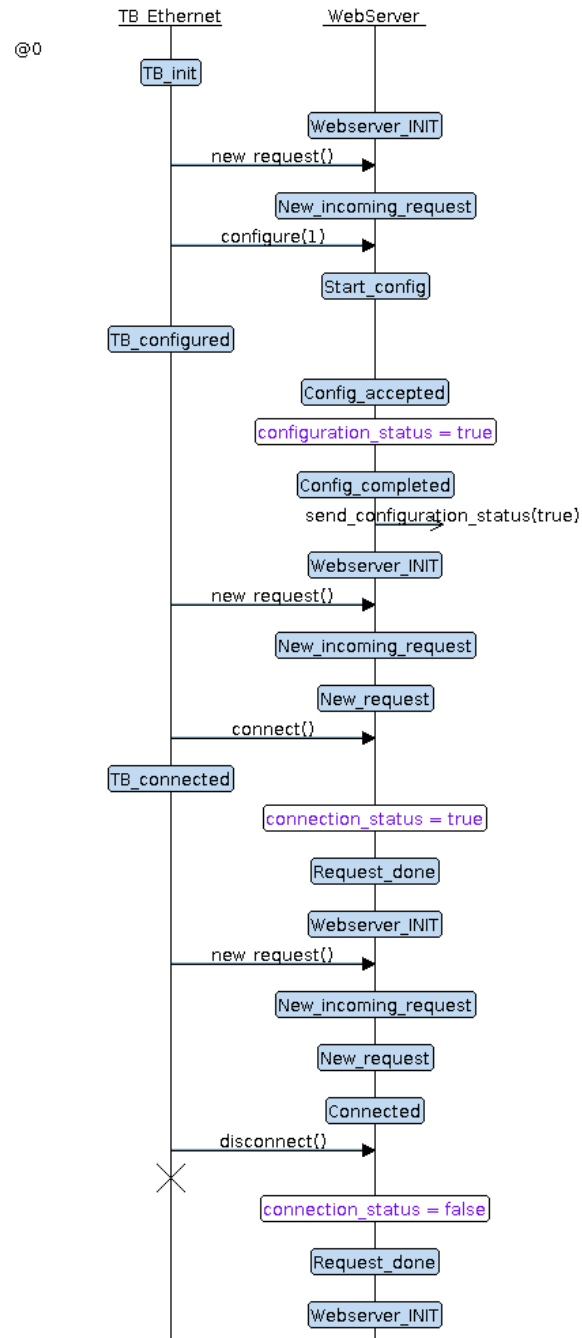 TB_Ethernet WebServer
@0
TB_init
Webserver_INIT
new_request()
New_incoming_request
configure(1)
Start_config
TB_configured
Config_accepted
configuration_status = true
Config_completed
send_configuration_status(true)
Webserver_INIT
new_request()
New_incoming_request
New_request
connect()
TB_connected
connection_status = true
Request_done
Webserver_INIT
new_request()
New_incoming_request
New_request
Connected
disconnect()
connection_status = false
Request_done
Webserver_INIT